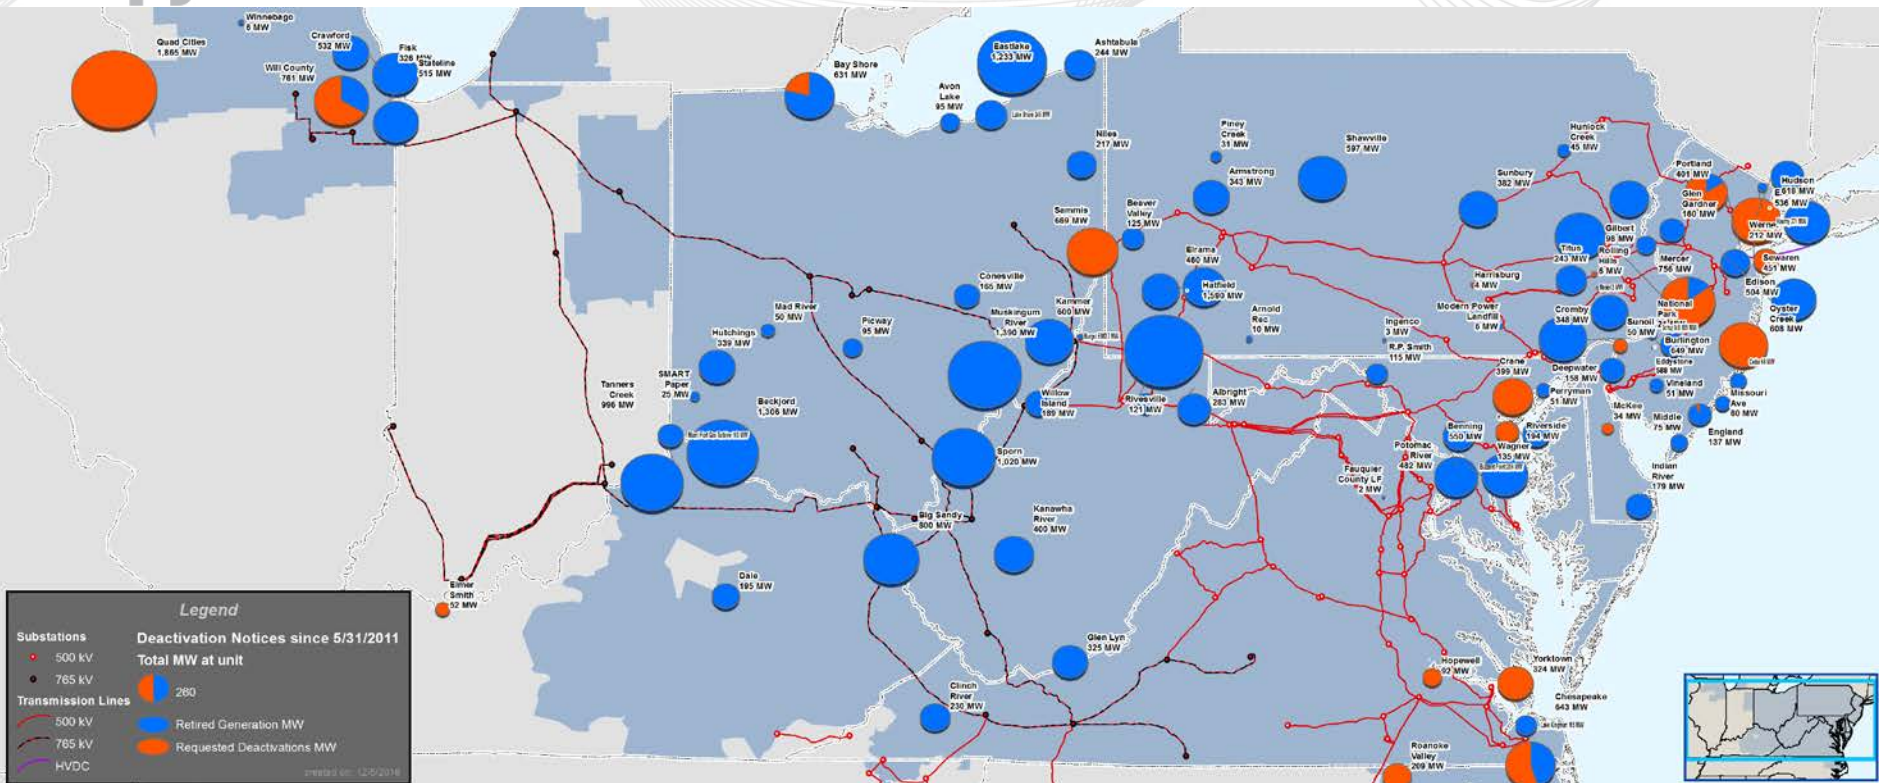 Winnebago
6 MW
Quad Cities
1,865 MW
Crawford
532 MW
Fisk
326 MW
Stateline
515 MW
Will County
761 MW
Bay Shore
631 MW
Eastlake
1,233 MW
Ashtabula
244 MW
Avon
Lake
95 MW
Niles
217 MW
Piney
Creek
31 MW
Armstrong
343 MW
Shawville
597 MW
Hunlock
Creek
45 MW
Sunbury
382 MW
Portland
401 MW
Glen
Gardner
160 MW
Hudson
536 MW
212 MW
Sammis
669 MW
Beaver
Valley
125 MW
Gilbert
98 MW
Titus
243 MW
Rolling
Hills
Mercer
756 MW
Sewaren
451 MW
Edison
504 MW
Oyster
Creek
608 MW
Elrama
460 MW
Hatfield
Harrisburg
4 MW
Modern Power
Landfill
6 MW
National
Park
Cromby
348 MW
Sunoil
50 MW
Burlington
Eddystone
588 MW
Conesville
165 MW
Mad River
50 MW
Picway
95 MW
Muskingum
River
1,390 MW
Kammer
600 MW
Arnold
Rec
10 MW
Ingenco
3 MW
R.P. Smith
115 MW
Hutchings
339 MW
SMART
Paper
25 MW
Tanners
Creek
996 MW
Beckjord
1,306 MW
Willow
Island
189 MW
Rivesville
121 MW
Albright
283 MW
Crane
399 MW
Deepwater
158 MW
Perryman
51 MW
Vineland
51 MW
Missouri
Ave
60 MW
McKee
34 MW
Middle
75 MW
England
137 MW
Benning
550 MW
Riverside
194 MW
Wagner
135 MW
Potomac
River
482 MW
Fauquier
County LF
2 MW
Indian
River
179 MW
Sporn
1,020 MW
Big Sandy
800 MW
Kanawha
River
400 MW
Dale
195 MW
Elmer
Smith
52 MW
Glen Lyn
325 MW
Clinch
River
230 MW
Hopewell
92 MW
Yorktown
324 MW
Chesapeake
643 MW
Roanoke
Valley
209 MW
Legend
Substations
500 kV
765 kV
Transmission Lines
500 kV
765 kV
HVDC
Deactivation Notices since 5/31/2011
Total MW at unit
260
Retired Generation MW
Requested Deactivations MW
created on: 12/5/2016